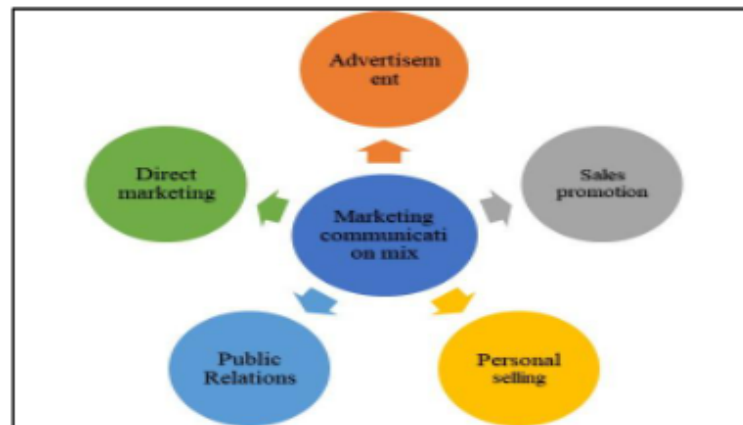 Advertisem
ent
Direct
marketing
Sales
promotion
Marketing
communicati
on mix
Public
Relations
Personal
selling